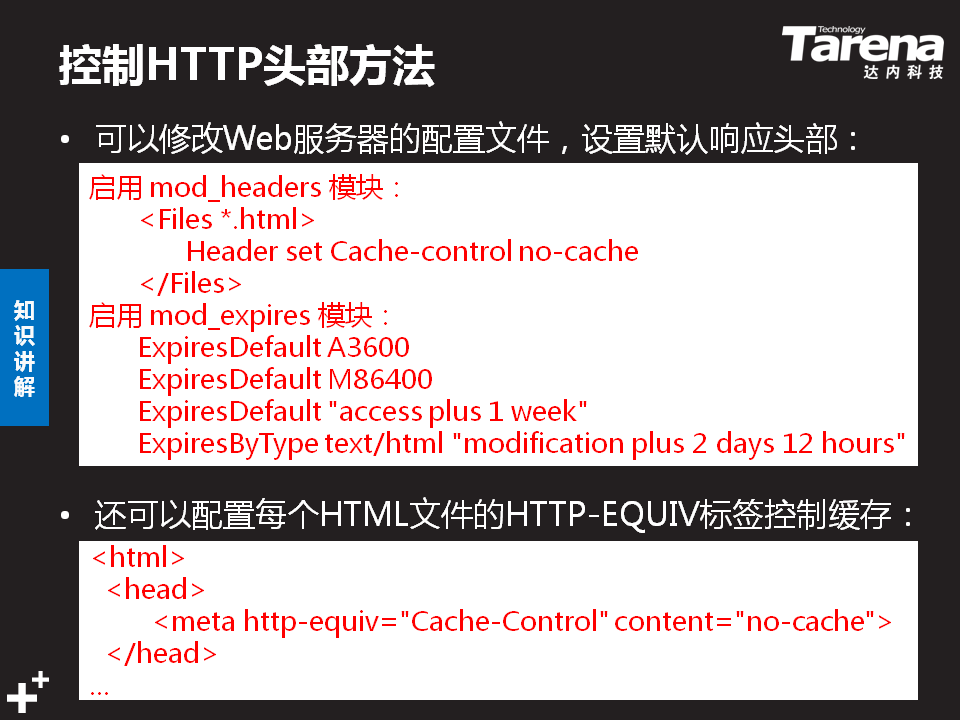 控制HTTP头部方法
Technology
Tarena
达内科技
• 可以修改Web服务器的配置文件，设置默认响应头部：
启用 mod_headers 模块：
<Files *.html>
Header set Cache-control no-cache
</Files>
启用 mod_expires 模块：
ExpiresDefault A3600
ExpiresDefault M86400
ExpiresDefault "access plus 1 week"
ExpiresByType text/html "modification plus 2 days 12 hours"
知识讲解
• 还可以配置每个HTML文件的HTTP-EQUIV标签控制缓存：
<html>
<head>
<meta http-equiv="Cache-Control" content="no-cache">
</head>
...